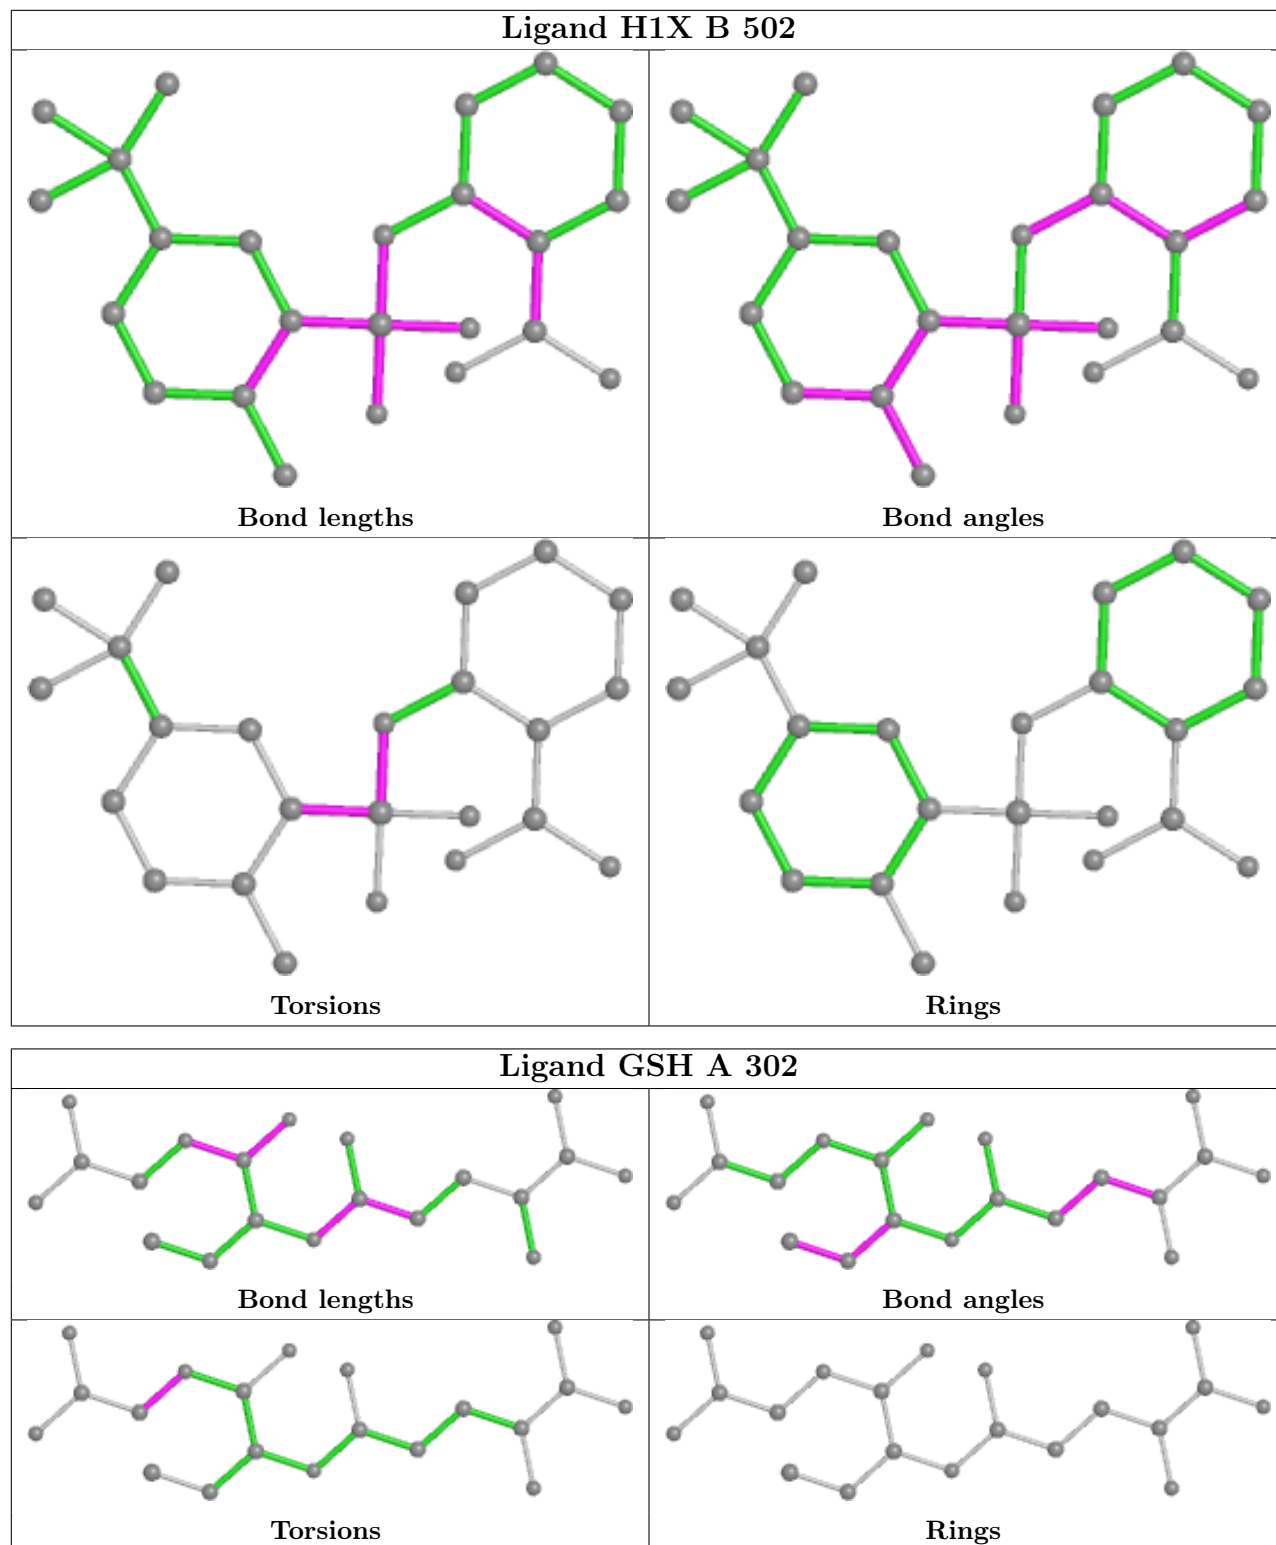 Ligand H1X B 502
Bond lengths
Bond angles
Torsions
Rings
Ligand GSH A 302
Bond lengths
Bond angles
Torsions
Rings